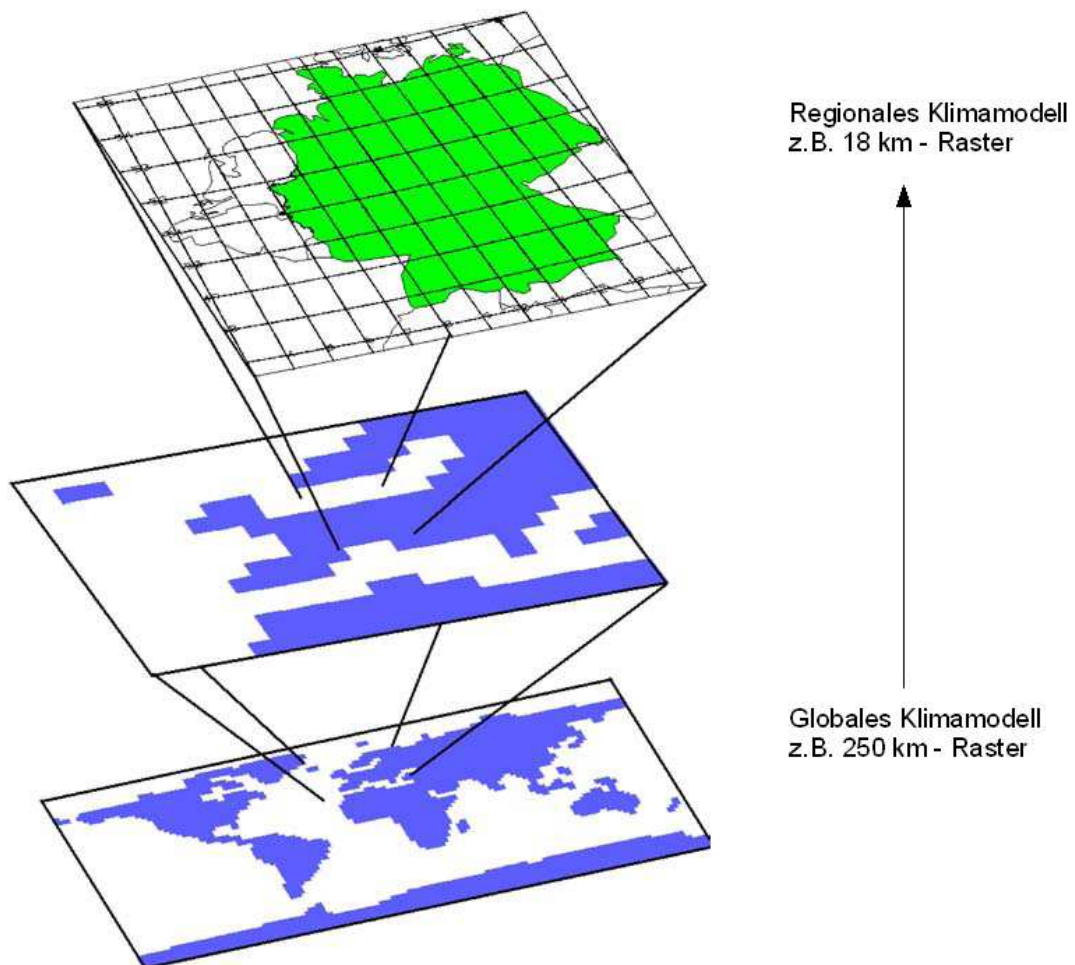 Regionales Klimamodell
z.B. 18 km - Raster
Globales Klimamodell
z.B. 250 km - Raster